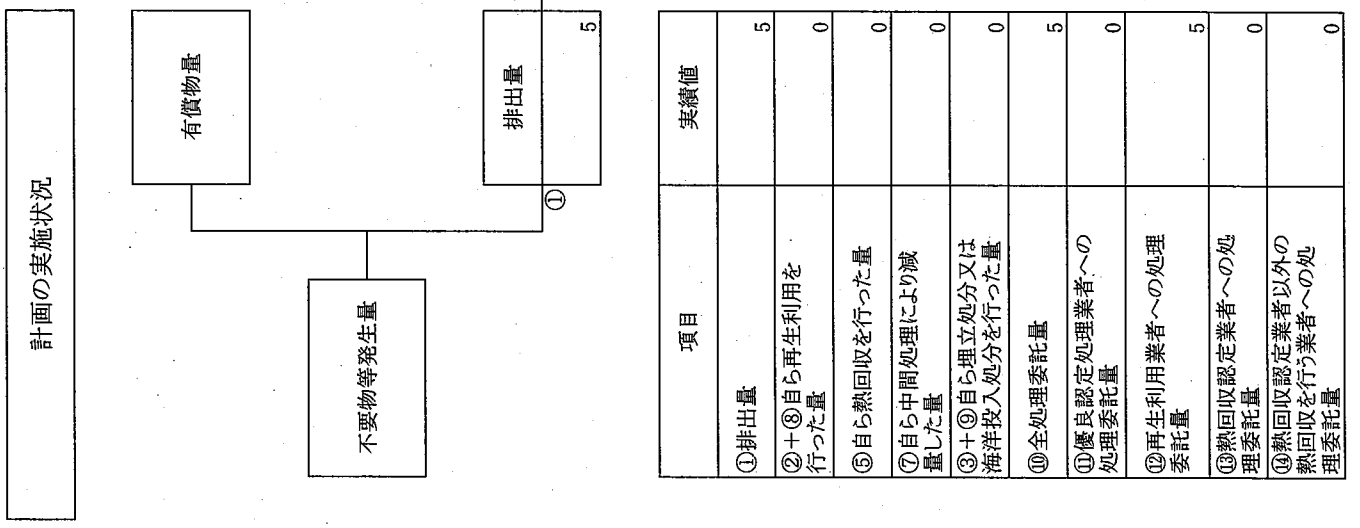 計画の実施状況
有償物量
不要物等発生量
①
排出量
5
項目 実績値
①排出量 5
②+⑧自ら再生利用を
行った量 0
⑤自ら熱回収を行った量 0
⑦自ら中間処理により減
量した量 0
③+⑨自ら埋立処分又は
海洋投入処分を行った量 0
⑩全処理委託量 5
⑪優良認定処理業者への
処理委託量 0
⑫再生利用業者への処理
委託量 5
⑬熱回収認定業者への処
理委託量 0
⑭熱回収認定業者以外の
熱回収を行う業者への処
理委託量 0